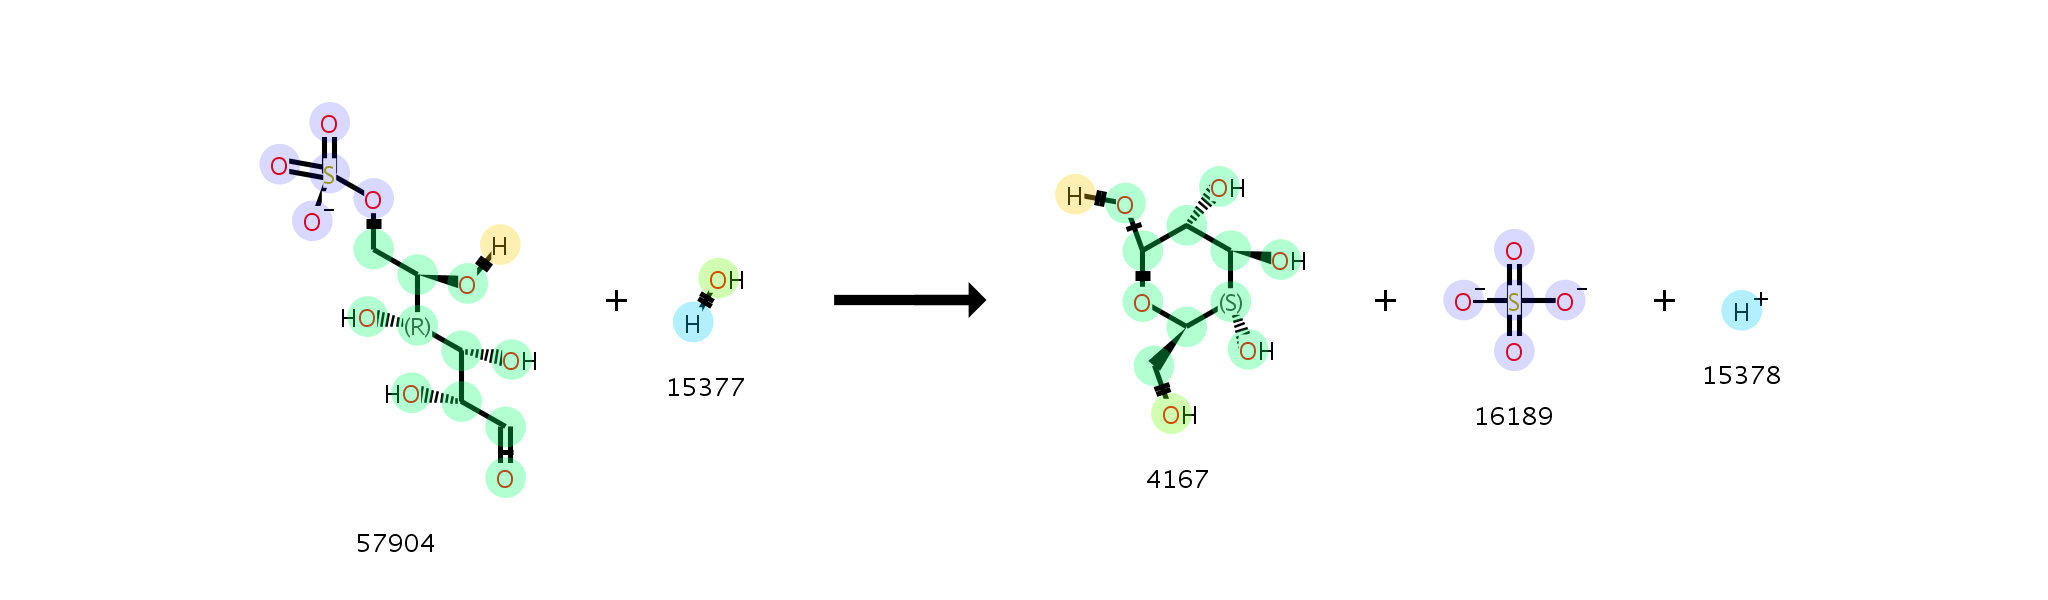 O
O S O
O⁻ H
O
HO (R)
OH
HO
O
57904
+
OH
H
15377
H O OH
OH
O (S)
OH
OH
4167
+
O
⁻O S O⁻
O
16189
+
H⁺
15378